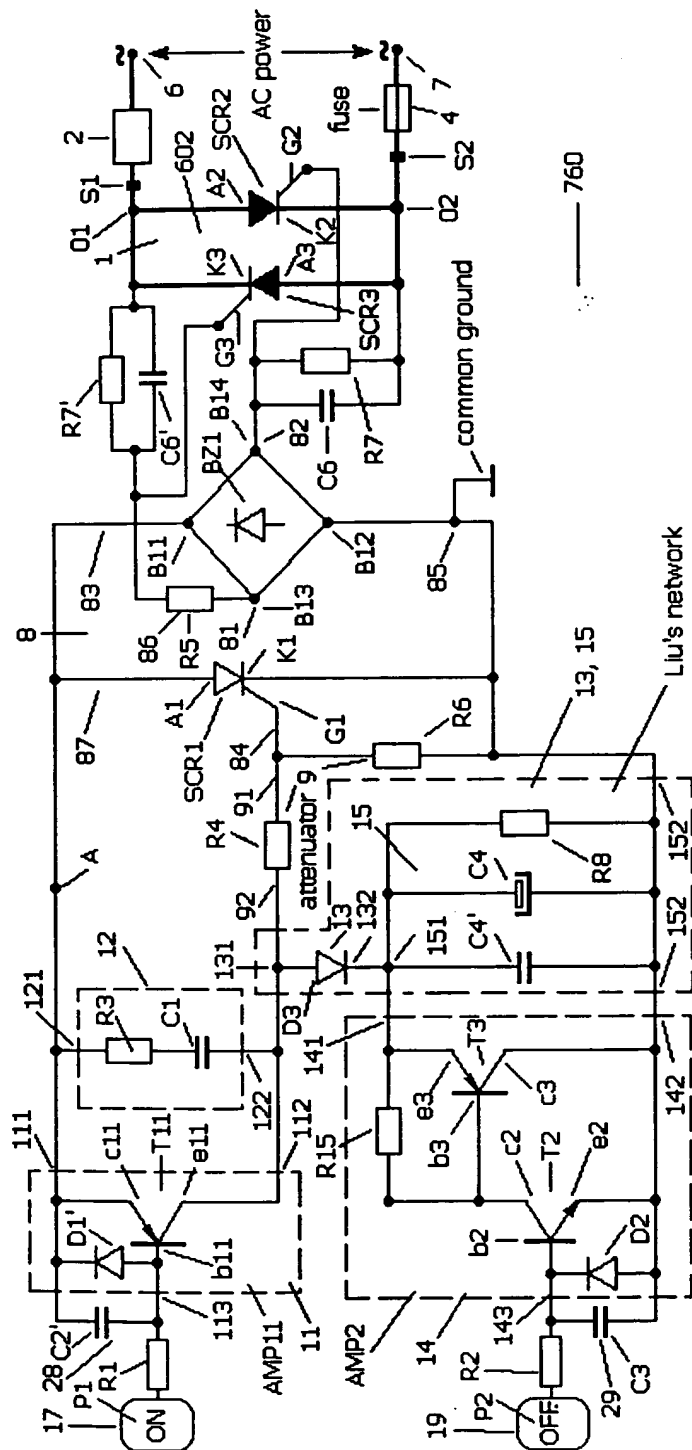 17
P1
ON
R1
28
C2'
113
D1'
111
c11
T11
e11
b11
112
AMP11
11
121
R3
C1
122
12
A
87
A1
SCR1
K1
G1
84
91
92
R4
9
attenuator
R6
8
83
86
R5
81
B11
B13
BZ1
B14
82
B12
85
common ground
R7'
C6'
C6
R7
G3
K3
A3
SCR3
1
602
O1
S1
2
6
A2
SCR2
G2
K2
O2
S2
fuse
4
7
AC power
131
13
132
D3
15
151
C4'
C4
R8
152
152
13, 15
Liu's network
141
R15
e3
T3
c3
b3
c2
T2
e2
b2
D2
142
143
14
AMP2
19
P2
OFF
R2
29
C3
760